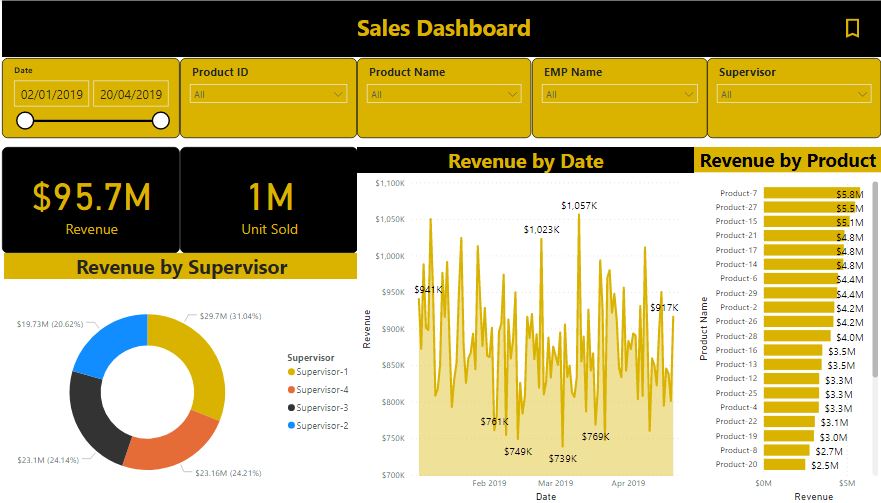 Sales Dashboard
Date
02/01/2019
20/04/2019
Product ID
All
Product Name
All
EMP Name
All
Supervisor
All
$95.7M
Revenue
1M
Unit Sold
Revenue by Supervisor
$29.7M (31.04%)
$23.16M (24.21%)
$23.1M (24.14%)
$19.73M (20.62%)
Supervisor
Supervisor-1
Supervisor-4
Supervisor-3
Supervisor-2
Revenue by Date
Revenue
$1,100K
$1,050K
$1,000K
$950K
$900K
$850K
$800K
$750K
$700K
$941K
$761K
$749K
$1,023K
$739K
$1,057K
$769K
$917K
Feb 2019
Mar 2019
Apr 2019
Date
Revenue by Product
Product Name
Product-7 $5.8M
Product-27 $5.5M
Product-15 $5.1M
Product-21 $4.8M
Product-17 $4.8M
Product-14 $4.8M
Product-6 $4.4M
Product-29 $4.4M
Product-2 $4.2M
Product-26 $4.2M
Product-28 $4.0M
Product-16 $3.5M
Product-13 $3.5M
Product-12 $3.3M
Product-25 $3.3M
Product-4 $3.3M
Product-22 $3.1M
Product-19 $3.0M
Product-8 $2.7M
Product-20 $2.5M
$0M
$5M
Revenue